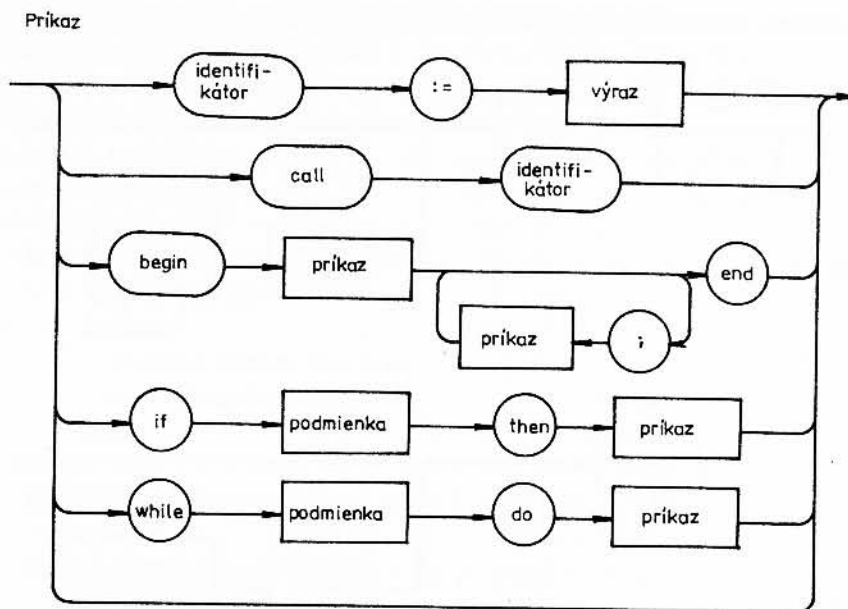 Príkaz
identifi-
kátor
:=
výraz
call
identifi-
kátor
begin
príkaz
end
príkaz
;
if
podmienka
then
príkaz
while
podmienka
do
príkaz